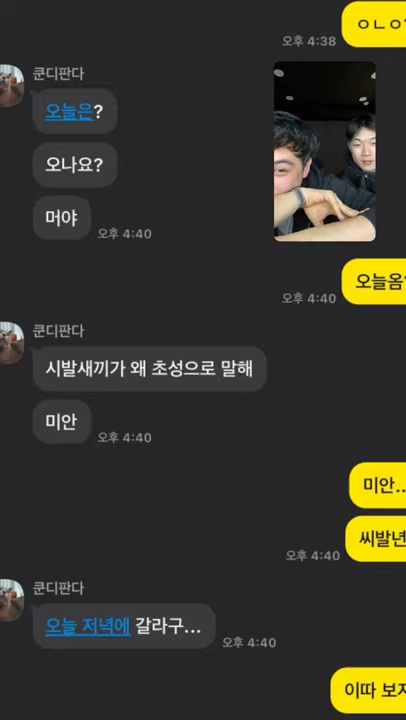 ㅇㄴㅇ
오후 4:38
쿤디판다
오늘은?
오나요?
머야
오후 4:40
오늘옴
오후 4:40
쿤디판다
시발새끼가 왜 초성으로 말해
미안
오후 4:40
미안..
씨발년
오후 4:40
쿤디판다
오늘 저녁에 갈라구...
오후 4:40
이따 보자